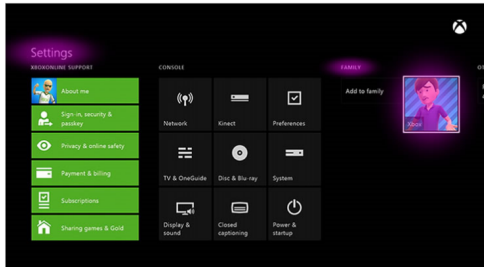 Settings
XBOXONLINE SUPPORT
About me
Sign-in, security &
passkey
Privacy & online safety
Payment & billing
Subscriptions
Sharing games & Gold
CONSOLE
Network
Kinect
Preferences
TV & OneGuide
Disc & Blu-ray
System
Display &
sound
Closed
captioning
Power &
startup
FAMILY
Add to family
Xbox